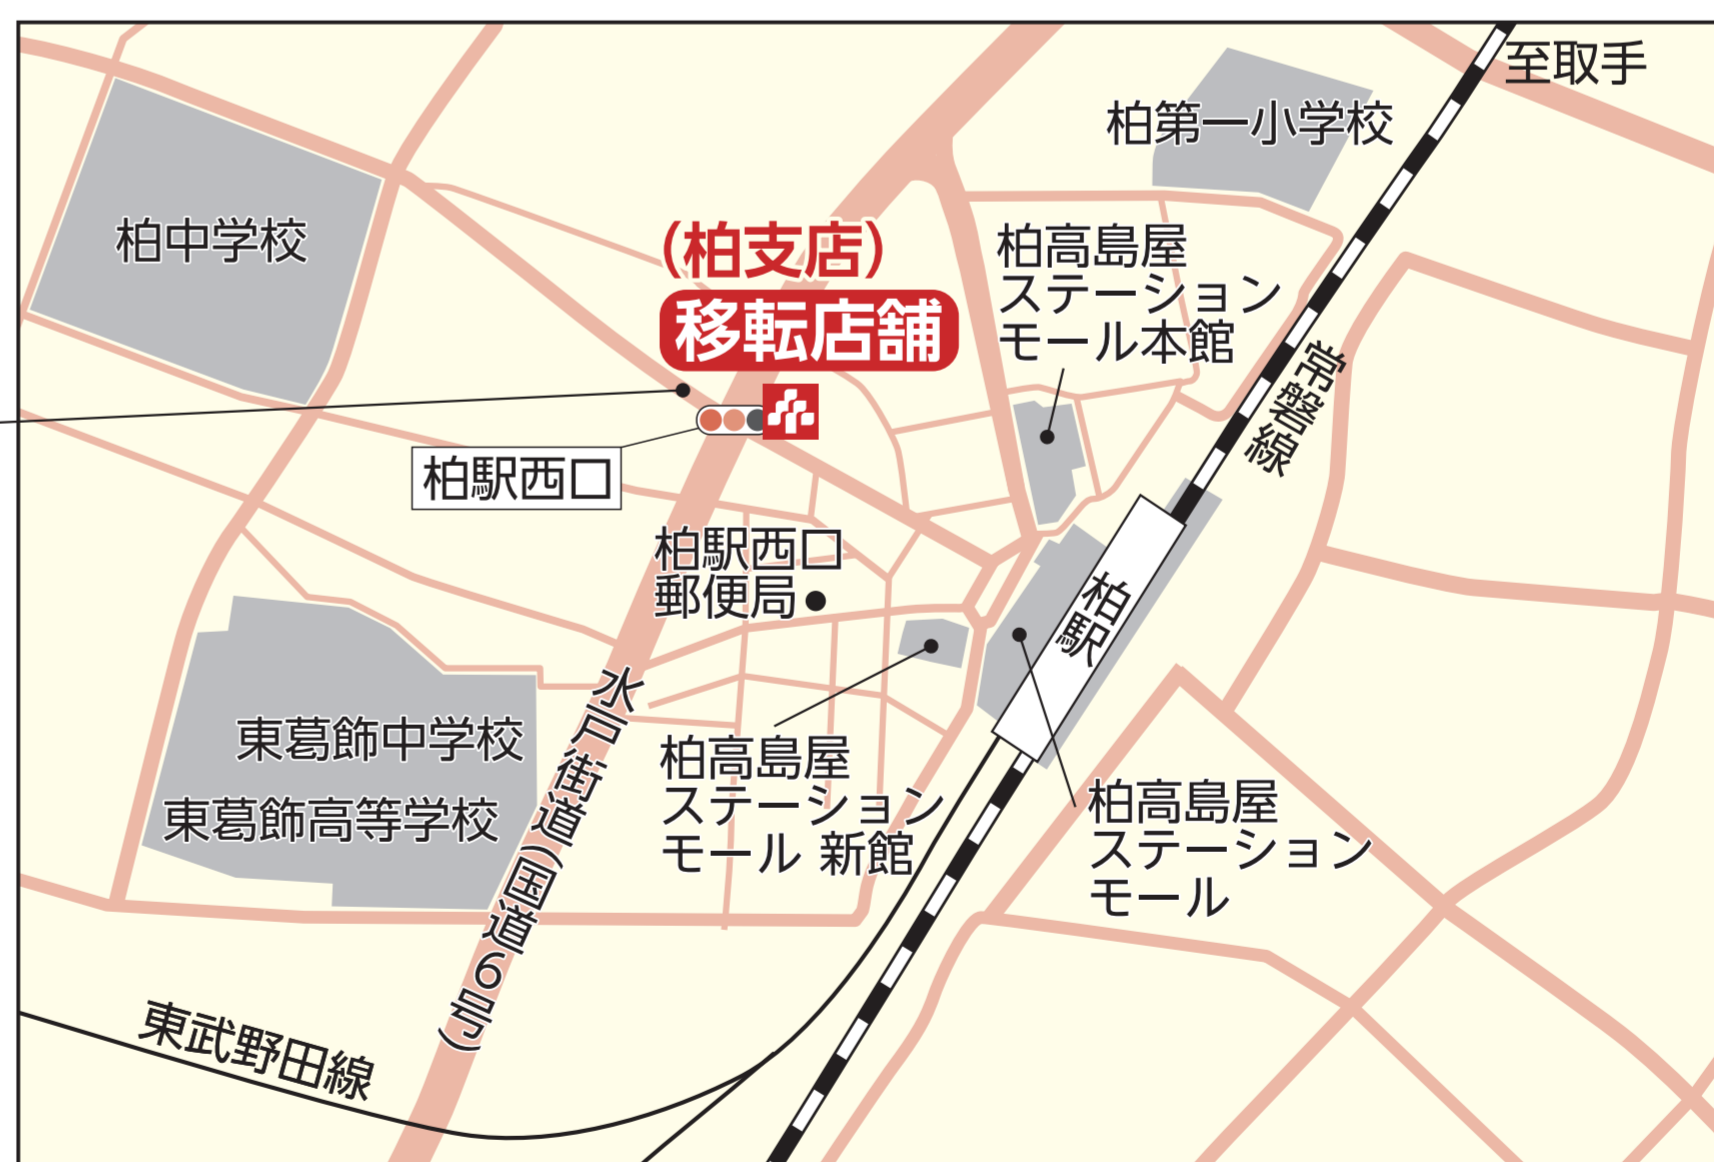 至取手
柏第一小学校
柏中学校
（柏支店）
移転店舗
柏高島屋
ステーション
モール本館
常磐線
柏駅西口
柏駅西口
郵便局
柏駅
水戸街道（国道6号）
東葛飾中学校
東葛飾高等学校
柏高島屋
ステーション
モール 新館
柏高島屋
ステーション
モール
東武野田線